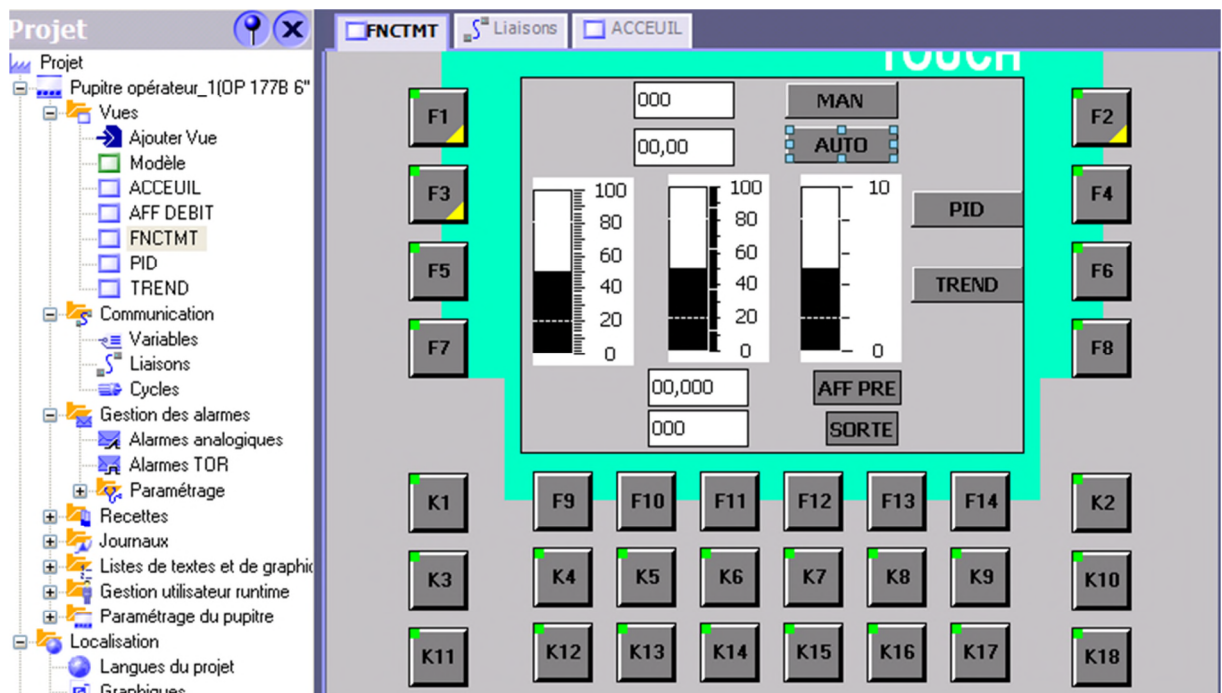 Projet
FNCTMT
Liaisons
ACCEUIL
Projet
Pupitre opérateur_1(OP 177B 6"
Vues
Ajouter Vue
Modèle
ACCEUIL
AFF DEBIT
FNCTMT
PID
TREND
Communication
Variables
Liaisons
Cycles
Gestion des alarmes
Alarmes analogiques
Alarmes TOR
Paramétrage
Recettes
Journaux
Listes de textes et de graphi
Gestion utilisateur runtime
Paramétrage du pupitre
Localisation
Langues du projet
Graphiques
TOUCH
F1
000
MAN
F2
00,00
AUTO
F3
100
80
60
40
20
0
100
80
60
40
20
0
10
0
PID
F4
F5
TREND
F6
F7
F8
00,000
AFF PRE
000
SORTE
K1
F9
F10
F11
F12
F13
F14
K2
K3
K4
K5
K6
K7
K8
K9
K10
K11
K12
K13
K14
K15
K16
K17
K18